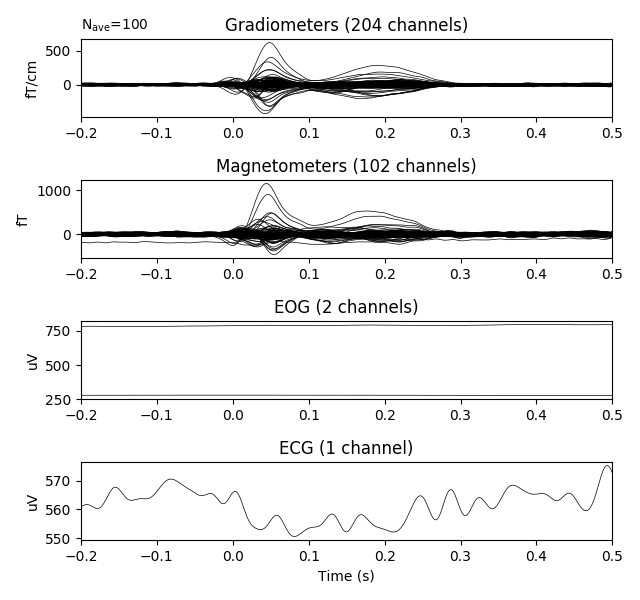 N_ave=100
Gradiometers (204 channels)
fT/cm
500
0
−0.2 −0.1 0.0 0.1 0.2 0.3 0.4 0.5
Magnetometers (102 channels)
fT
1000
0
−0.2 −0.1 0.0 0.1 0.2 0.3 0.4 0.5
EOG (2 channels)
uV
750
500
250
−0.2 −0.1 0.0 0.1 0.2 0.3 0.4 0.5
ECG (1 channel)
uV
570
560
550
−0.2 −0.1 0.0 0.1 0.2 0.3 0.4 0.5
Time (s)